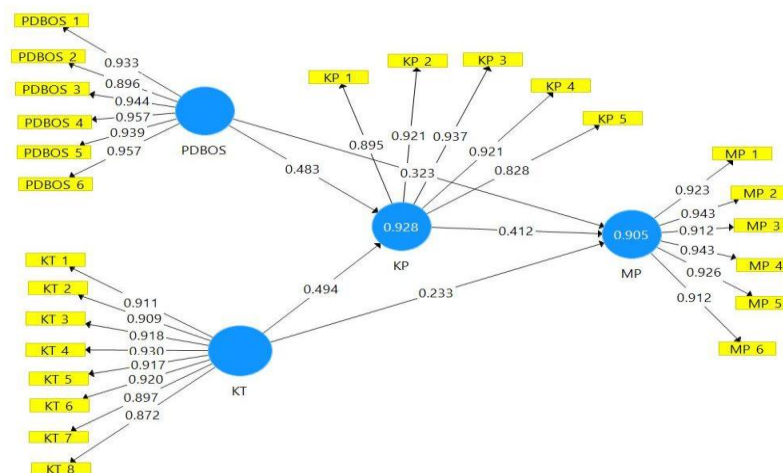 PDBOS 1
PDBOS 2
PDBOS 3
PDBOS 4
PDBOS 5
PDBOS 6
0.933
0.896
0.944
0.957
0.939
0.957
PDBOS
KP 1
KP 2
KP 3
KP 4
KP 5
0.895
0.921
0.937
0.921
0.828
0.483
0.323
0.928
KP
0.412
0.494
0.233
MP 1
MP 2
MP 3
MP 4
MP 5
MP 6
0.923
0.943
0.912
0.943
0.926
0.912
0.905
MP
KT 1
KT 2
KT 3
KT 4
KT 5
KT 6
KT 7
KT 8
0.911
0.909
0.918
0.930
0.917
0.920
0.897
0.872
KT